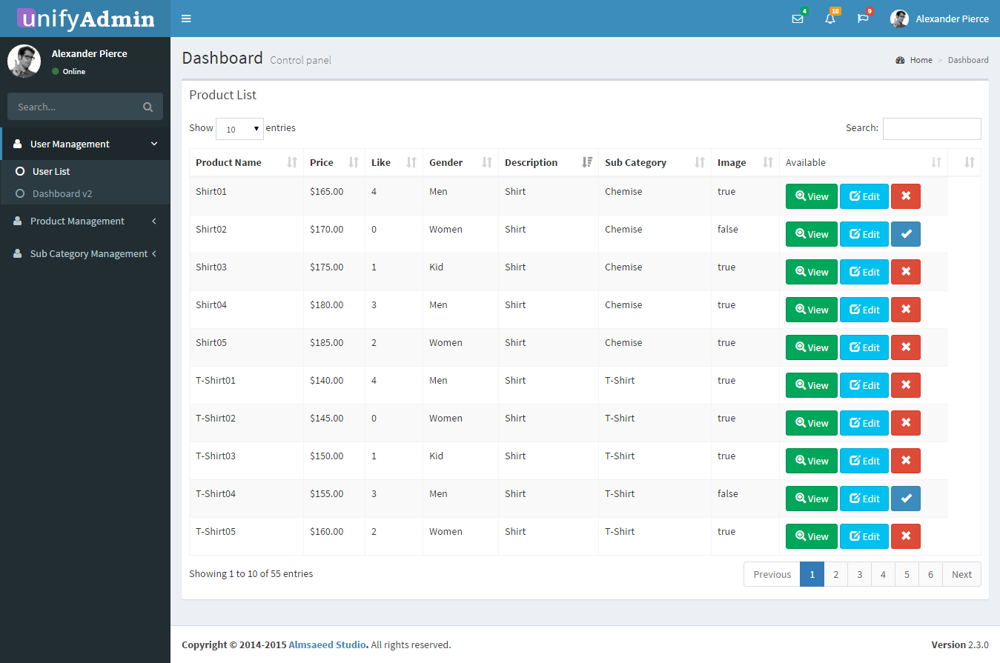 unifyAdmin
4
10
9
Alexander Pierce
Alexander Pierce
Online
Search...
User Management
User List
Dashboard v2
Product Management
Sub Category Management
Dashboard Control panel
Home > Dashboard
Product List
Show 10 entries
Search:
Product Name Price Like Gender Description Sub Category Image Available
Shirt01 $165.00 4 Men Shirt Chemise true View Edit
Shirt02 $170.00 0 Women Shirt Chemise false View Edit
Shirt03 $175.00 1 Kid Shirt Chemise true View Edit
Shirt04 $180.00 3 Men Shirt Chemise true View Edit
Shirt05 $185.00 2 Women Shirt Chemise true View Edit
T-Shirt01 $140.00 4 Men Shirt T-Shirt true View Edit
T-Shirt02 $145.00 0 Women Shirt T-Shirt true View Edit
T-Shirt03 $150.00 1 Kid Shirt T-Shirt true View Edit
T-Shirt04 $155.00 3 Men Shirt T-Shirt false View Edit
T-Shirt05 $160.00 2 Women Shirt T-Shirt true View Edit
Showing 1 to 10 of 55 entries
Previous 1 2 3 4 5 6 Next
Copyright © 2014-2015 Almsaeed Studio. All rights reserved.
Version 2.3.0